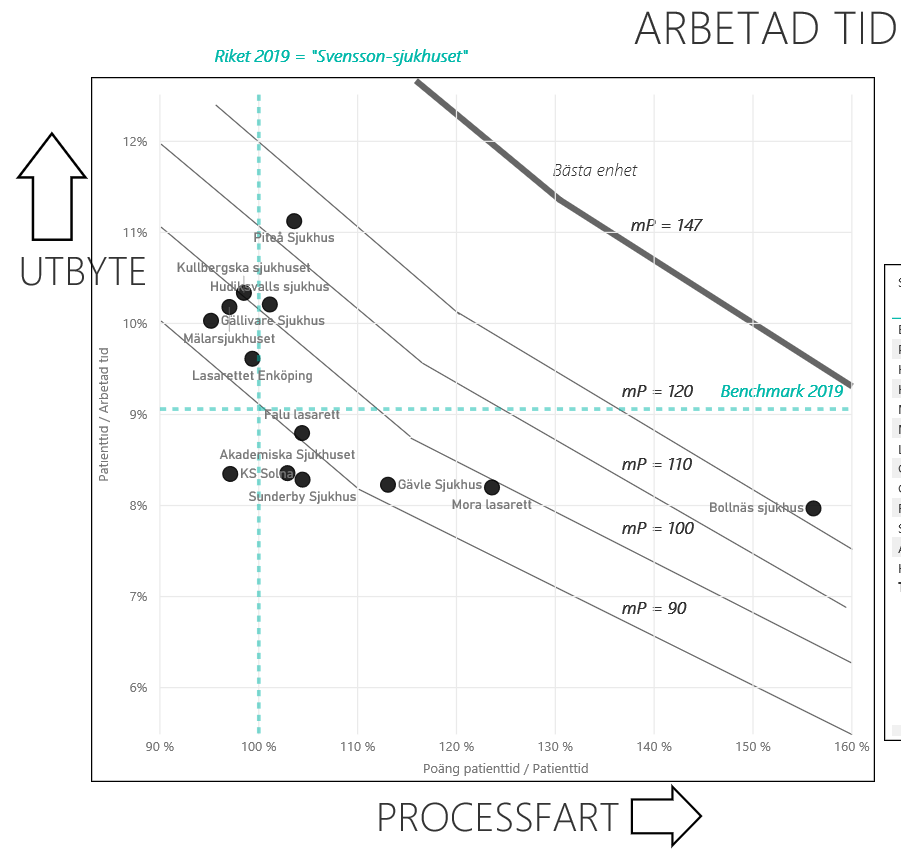 ARBETAD TID
Riket 2019 = "Svensson-sjukhuset"
12%
Bästa enhet
mP = 147
11%
Piteå Sjukhus
UTBYTE
Kullbergska sjukhuset
Hudiksvalls sjukhus
10%
Gällivare Sjukhus
Mälarsjukhuset
Lasarettet Enköping
mP = 120
Benchmark 2019
9%
Falu lasarett
Patienttid / Arbetad tid
Akademiska Sjukhuset
mP = 110
KS Solna
Gävle Sjukhus
Sunderby Sjukhus
Mora lasarett
Bollnäs sjukhus
8%
mP = 100
7%
mP = 90
6%
90 % 100 % 110 % 120 % 130 % 140 % 150 % 160 %
Poäng patienttid / Patienttid
PROCESSFART